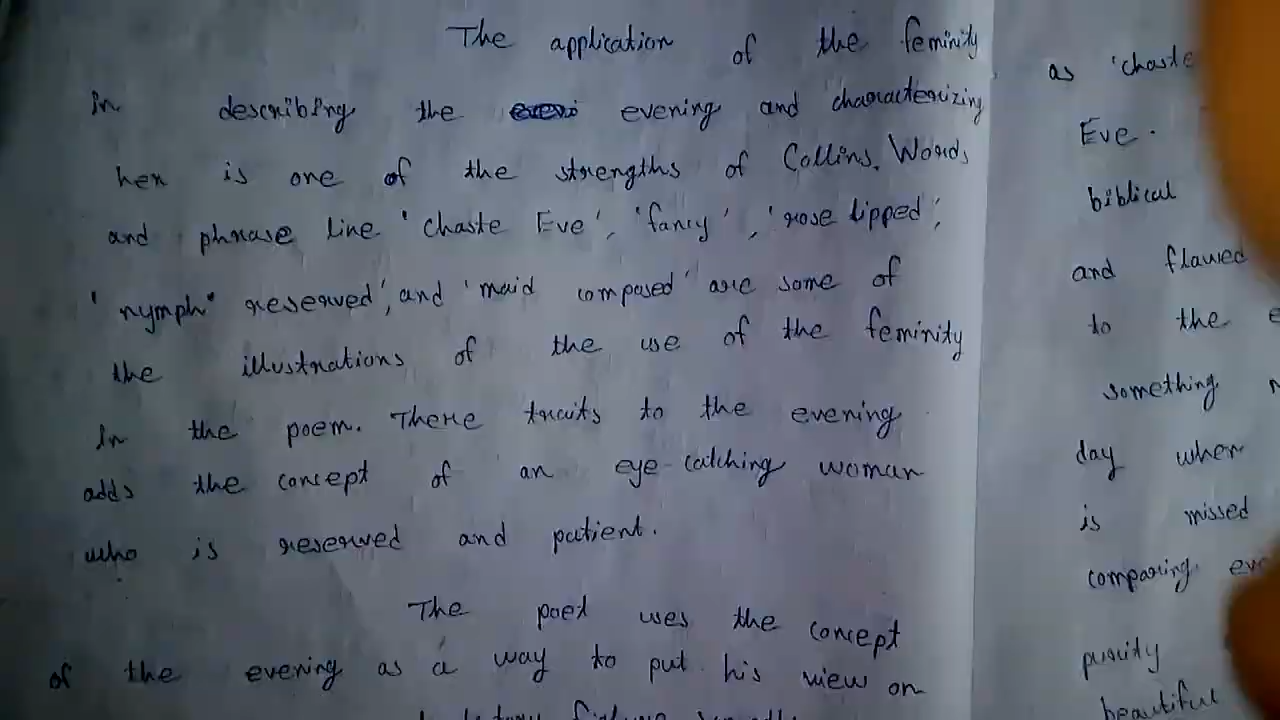 The application of the feminity
in describing the evening and characterizing
her is one of the strengths of Collins. Words
and phrase line 'chaste Eve', 'fancy', 'rose lipped',
'nymph" reserved', and 'maid composed' are some of
the illustrations of the use of the feminity
in the poem. There traits to the evening
adds the concept of an eye-catching woman
who is reserved and patient.
The poet uses the concept
of the evening as a way to put his view on
as 'chaste
Eve.
biblical
and flawed
to the
something
day when
is missed
comparing
purity
beautiful